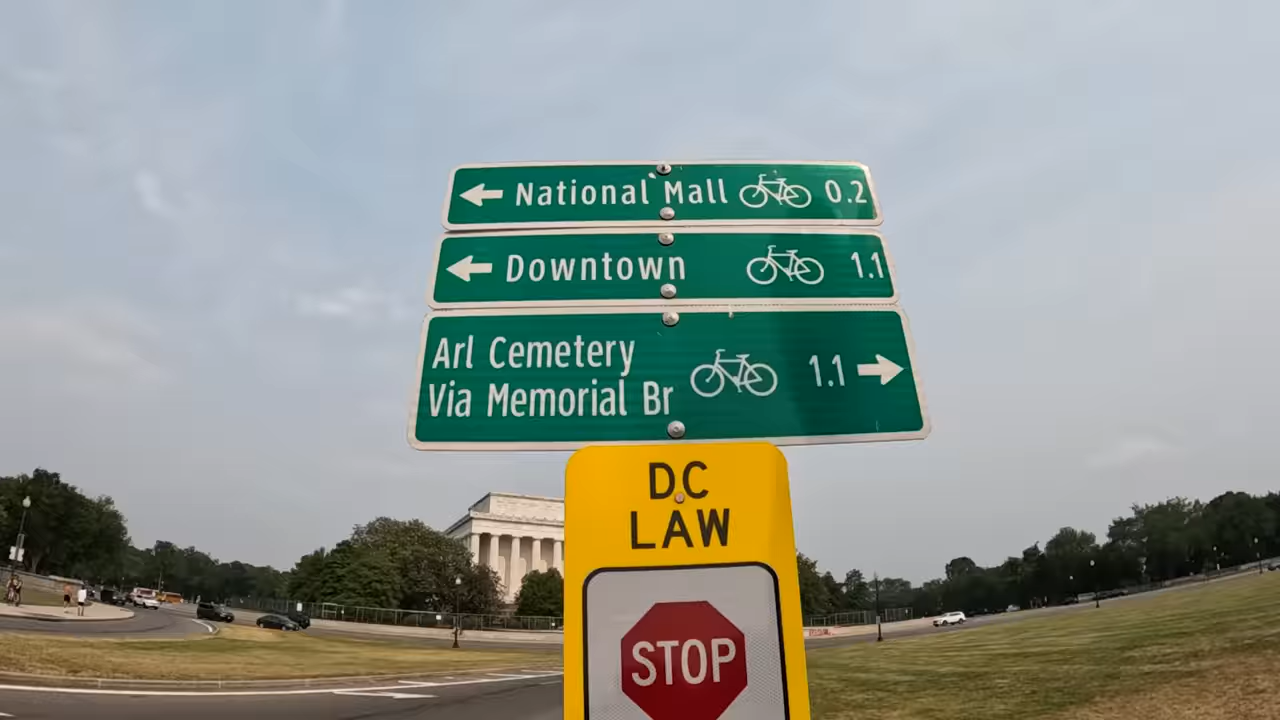 National Mall 0.2
Downtown 1.1
Arl Cemetery
Via Memorial Br 1.1
DC
LAW
STOP